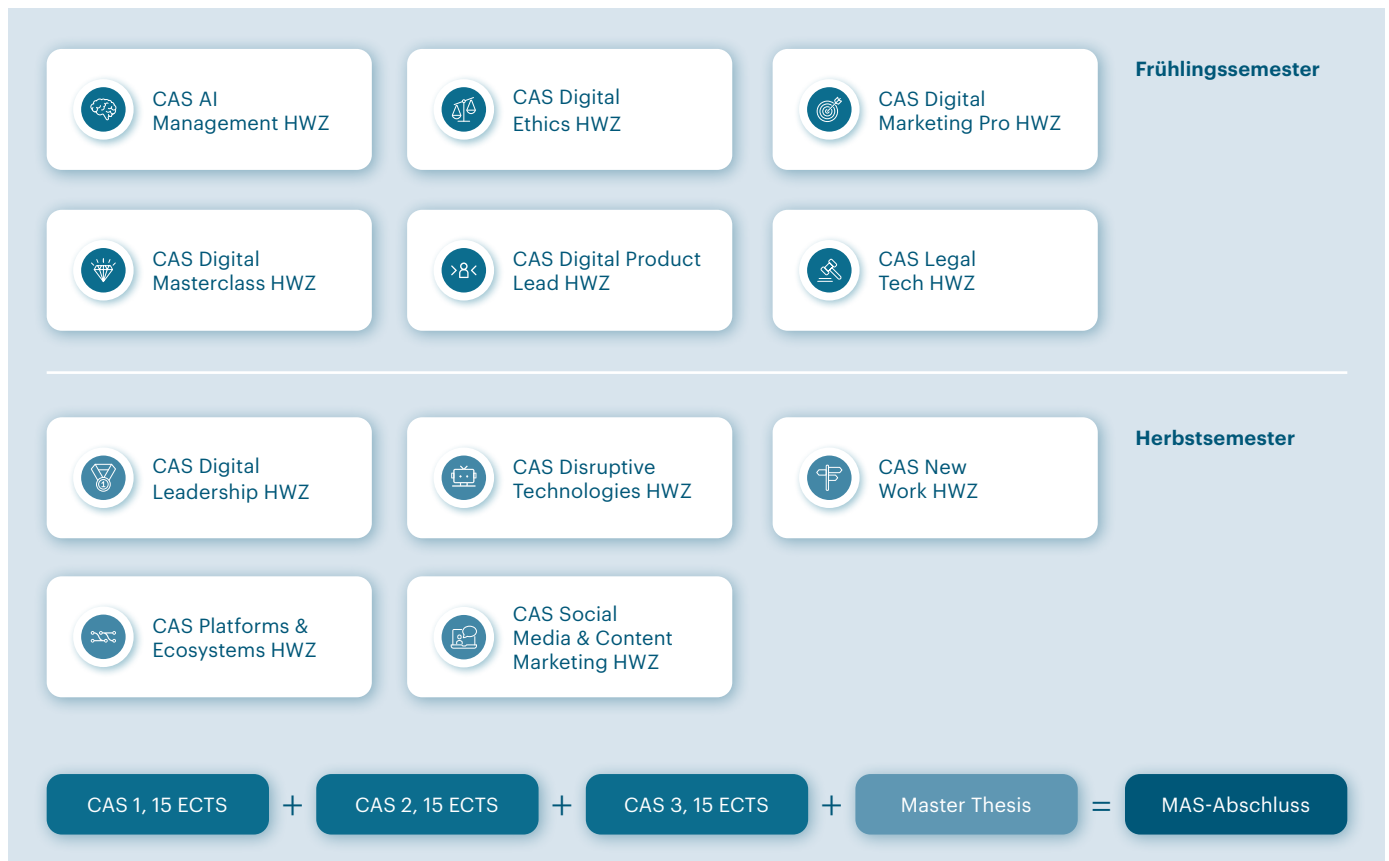 CAS AI
Management HWZ
CAS Digital
Ethics HWZ
CAS Digital
Marketing Pro HWZ
Frühlingssemester
CAS Digital
Masterclass HWZ
CAS Digital Product
Lead HWZ
CAS Legal
Tech HWZ
CAS Digital
Leadership HWZ
1
CAS Disruptive
Technologies HWZ
CAS New
Work HWZ
Herbstsemester
CAS Platforms &
Ecosystems HWZ
CAS Social
Media & Content
Marketing HWZ
CAS 1, 15 ECTS + CAS 2, 15 ECTS + CAS 3, 15 ECTS + Master Thesis = MAS-Abschluss